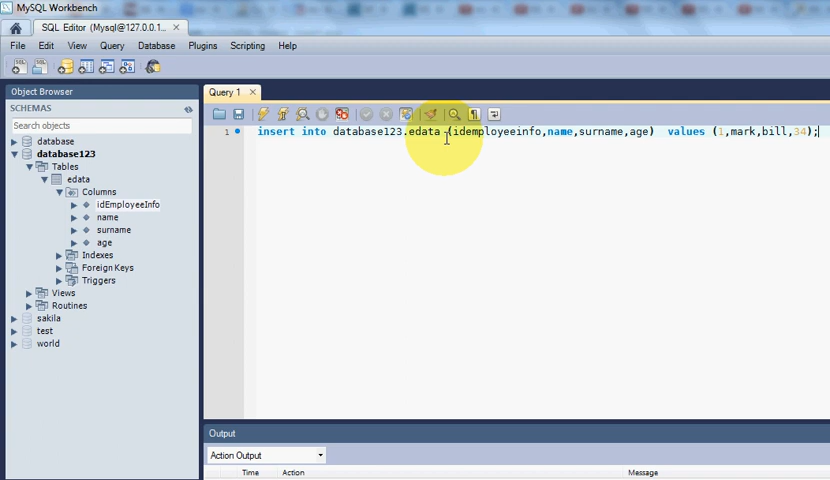 MySQL Workbench
SQL Editor (Mysql@127.0.0.1...
File Edit View Query Database Plugins Scripting Help
Object Browser
SCHEMAS
Search objects
database
database123
Tables
edata
Columns
idEmployeeInfo
name
surname
age
Indexes
Foreign Keys
Triggers
Views
Routines
sakila
test
world
Query 1
1 insert into database123.edata (idemployeeinfo,name,surname,age) values (1,mark,bill,34);
Output
Action Output
Time Action Message